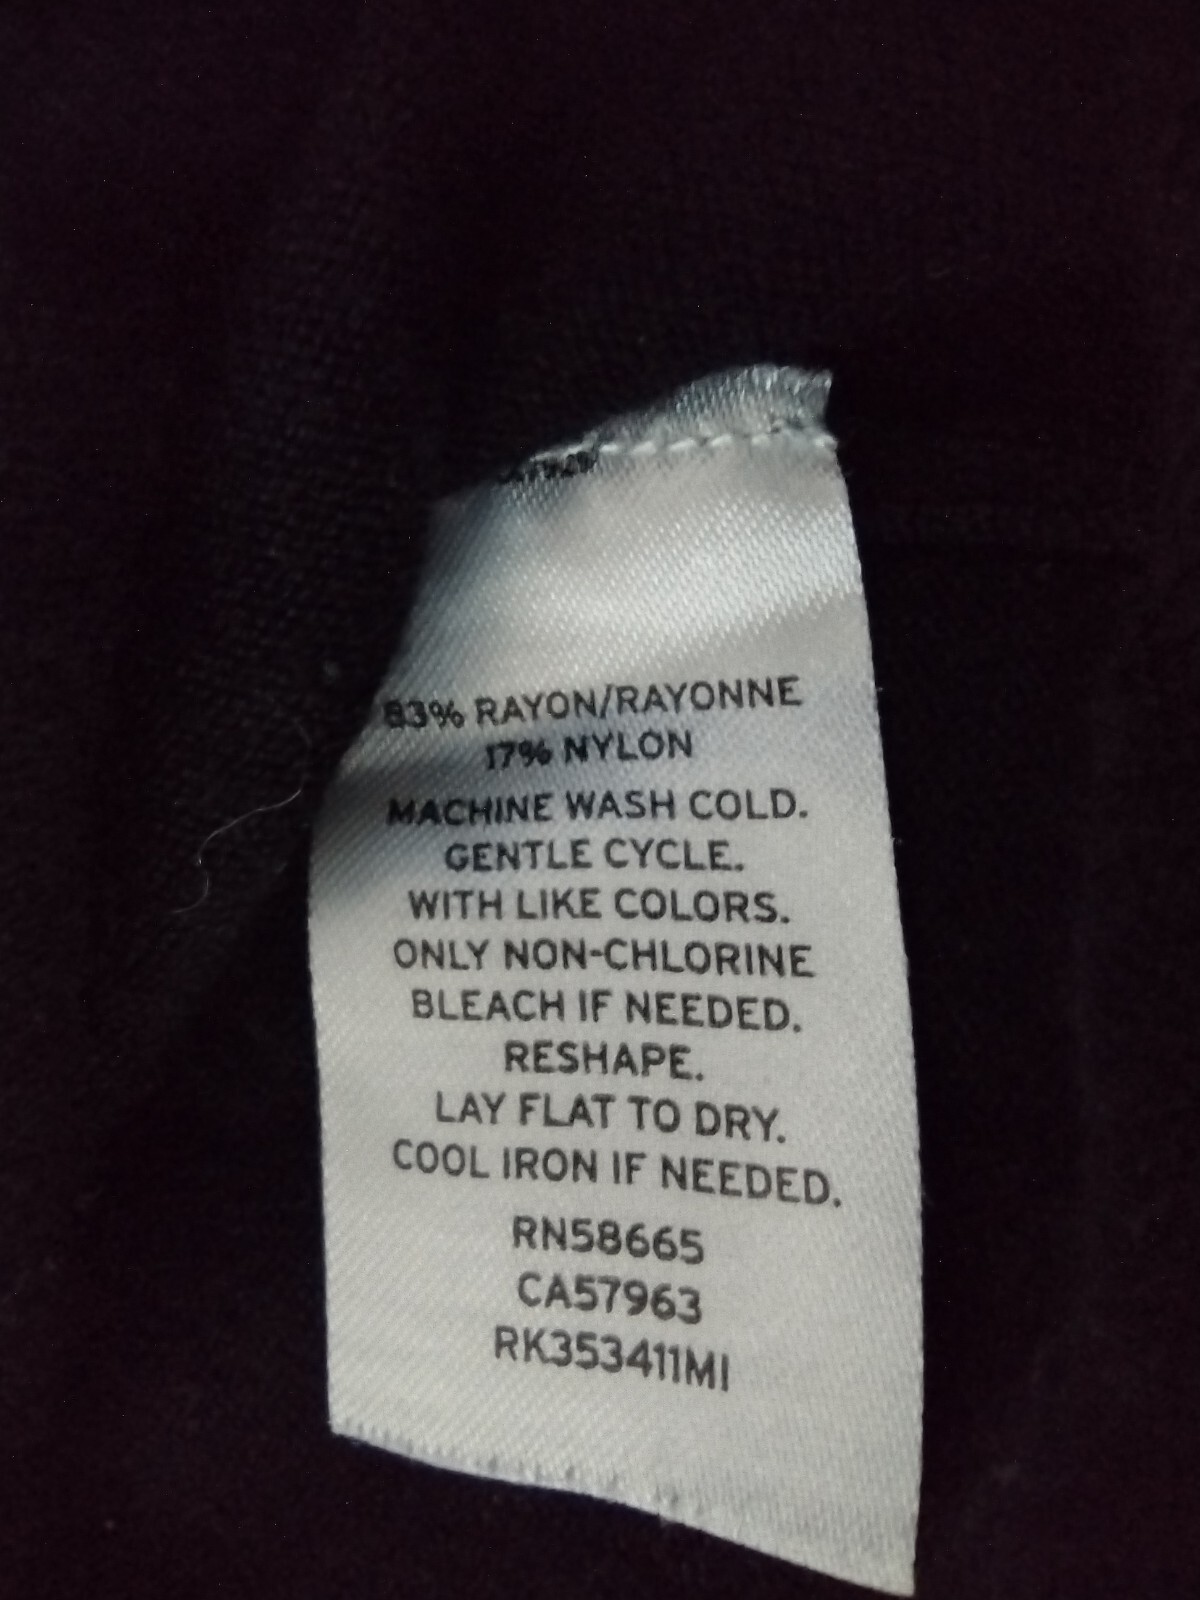 83% RAYON/RAYONNE
17% NYLON
MACHINE WASH COLD.
GENTLE CYCLE.
WITH LIKE COLORS.
ONLY NON-CHLORINE
BLEACH IF NEEDED.
RESHAPE.
LAY FLAT TO DRY.
COOL IRON IF NEEDED.
RN58665
CA57963
RK353411MI